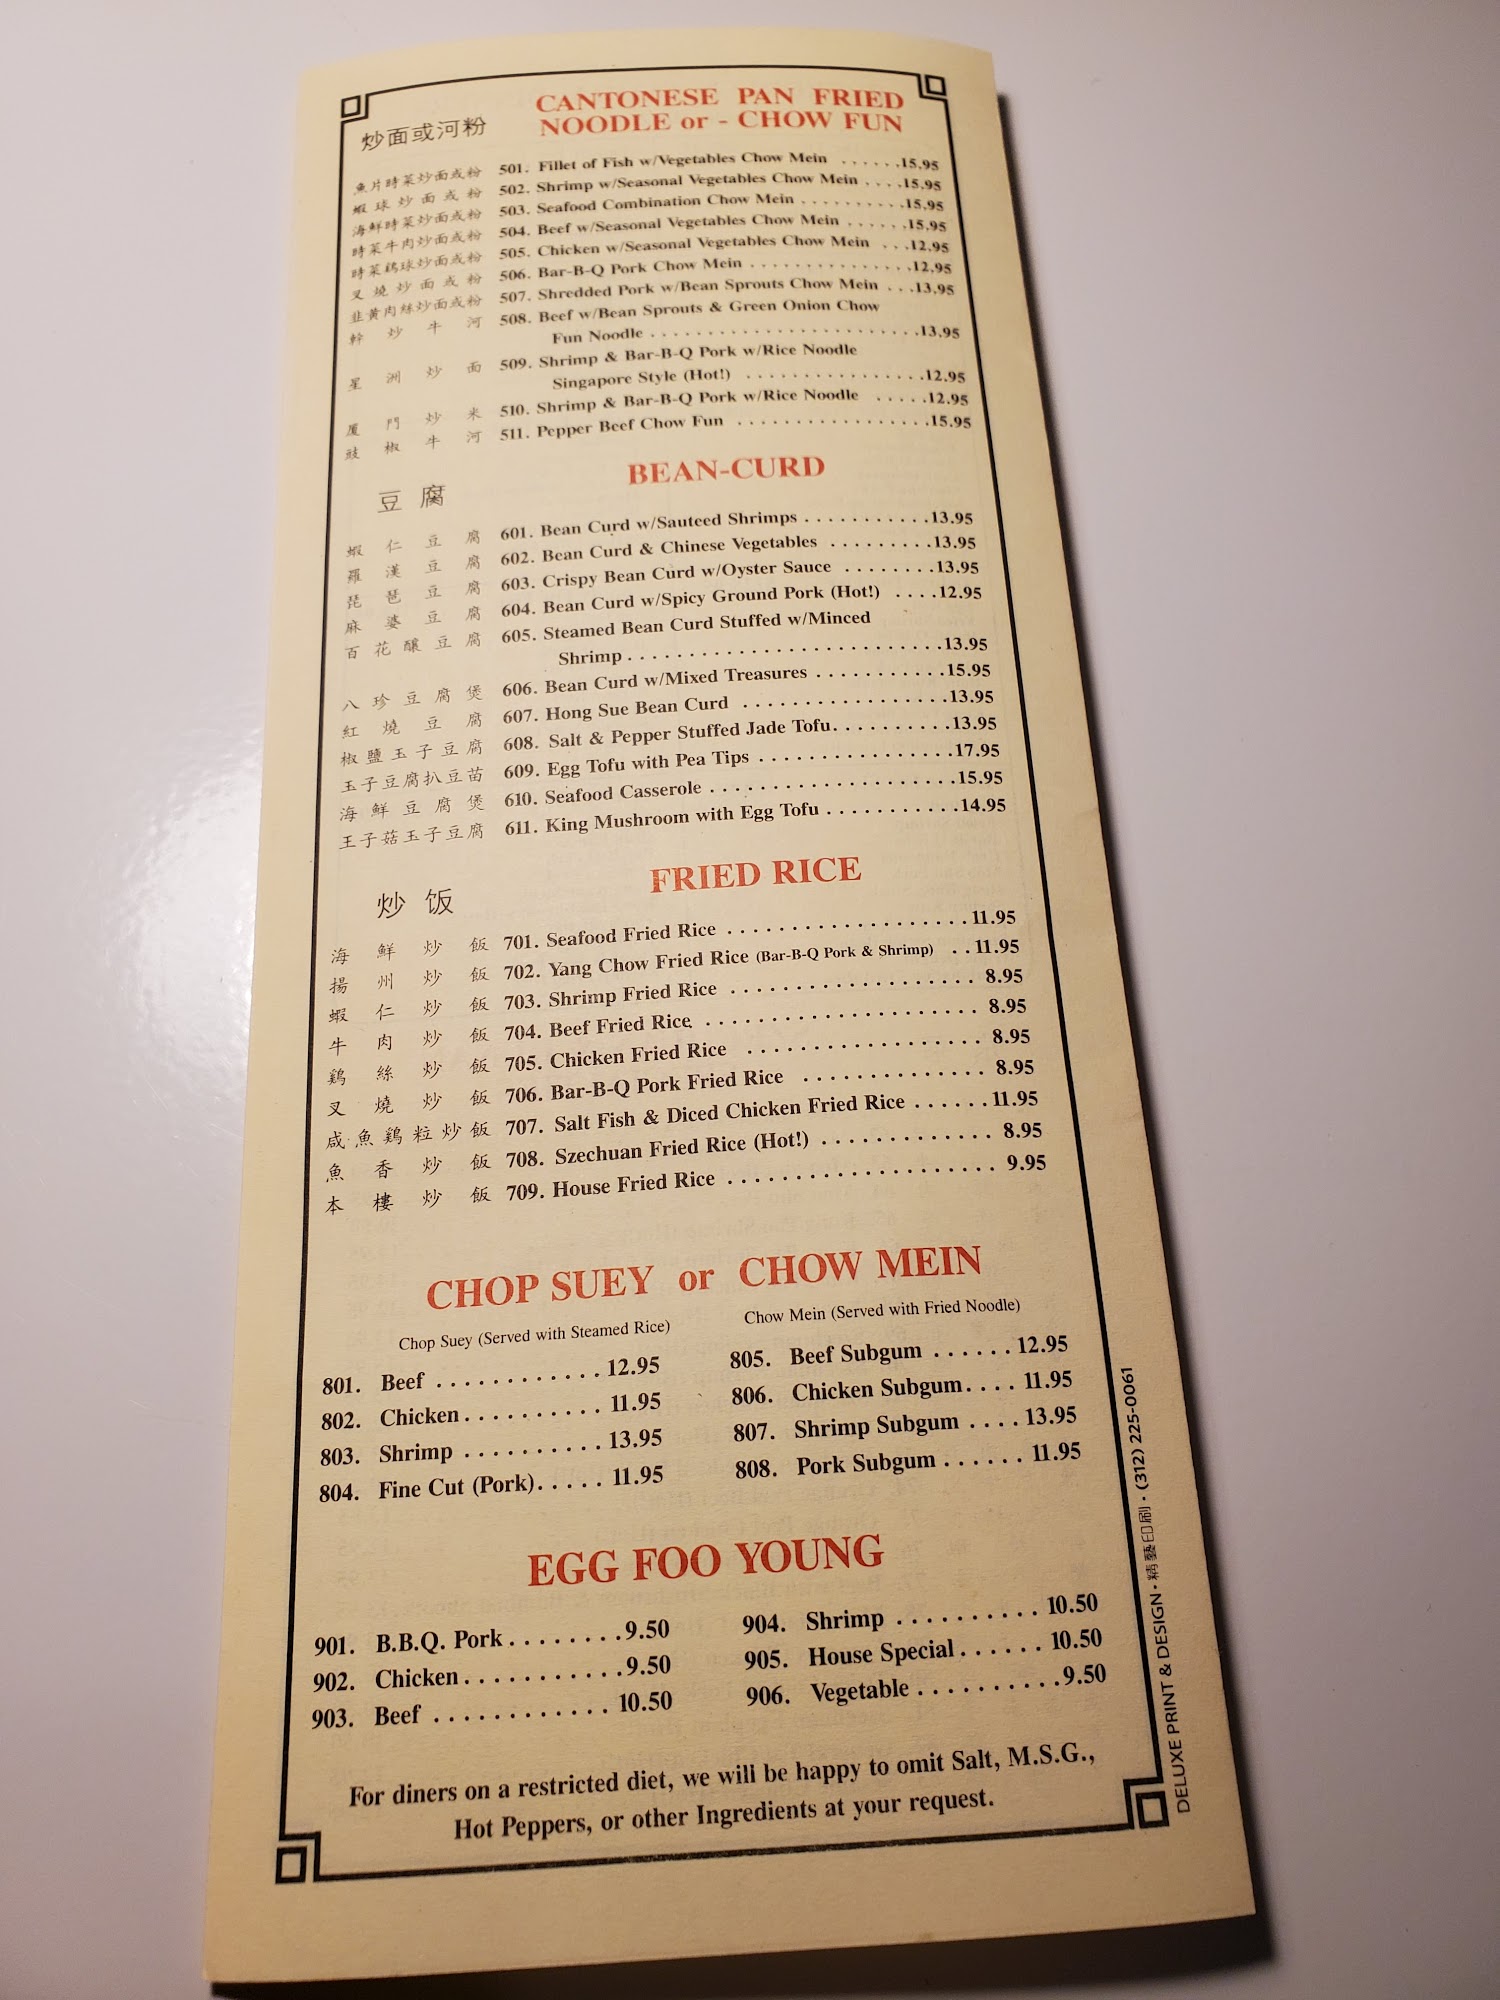 炒面或河粉 CANTONESE PAN FRIED
NOODLE or - CHOW FUN
魚片時菜炒面或粉 501. Fillet of Fish w/Vegetables Chow Mein ......15.95
蝦球炒面或粉 502. Shrimp w/Seasonal Vegetables Chow Mein ....15.95
海鮮時菜炒面或粉 503. Seafood Combination Chow Mein ..........15.95
時菜牛肉炒面或粉 504. Beef w/Seasonal Vegetables Chow Mein ......15.95
時菜鷄球炒面或粉 505. Chicken w/Seasonal Vegetables Chow Mein ...12.95
叉燒炒面或粉 506. Bar-B-Q Pork Chow Mein ...............12.95
韭黄肉絲炒面或粉 507. Shredded Pork w/Bean Sprouts Chow Mein ...13.95
幹炒牛河 508. Beef w/Bean Sprouts & Green Onion Chow
Fun Noodle .........................13.95
星洲炒面 509. Shrimp & Bar-B-Q Pork w/Rice Noodle
Singapore Style (Hot!) ................12.95
厦門炒米 510. Shrimp & Bar-B-Q Pork w/Rice Noodle .....12.95
豉椒牛河 511. Pepper Beef Chow Fun .................15.95
豆腐 BEAN-CURD
蝦仁豆腐 601. Bean Curd w/Sauteed Shrimps ............13.95
羅漢豆腐 602. Bean Curd & Chinese Vegetables .........13.95
琵琶豆腐 603. Crispy Bean Curd w/Oyster Sauce ........13.95
麻婆豆腐 604. Bean Curd w/Spicy Ground Pork (Hot!) ....12.95
百花釀豆腐 605. Steamed Bean Curd Stuffed w/Minced
Shrimp ..........................13.95
八珍豆腐煲 606. Bean Curd w/Mixed Treasures ............15.95
紅燒豆腐 607. Hong Sue Bean Curd .................13.95
椒鹽玉子豆腐 608. Salt & Pepper Stuffed Jade Tofu...........13.95
玉子豆腐扒豆苗 609. Egg Tofu with Pea Tips ................17.95
海鮮豆腐煲 610. Seafood Casserole .....................15.95
王子菇玉子豆腐 611. King Mushroom with Egg Tofu ...........14.95
炒饭 FRIED RICE
海鮮炒飯 701. Seafood Fried Rice ...................11.95
揚州炒飯 702. Yang Chow Fried Rice (Bar-B-Q Pork & Shrimp) ..11.95
蝦仁炒飯 703. Shrimp Fried Rice .................... 8.95
牛肉炒飯 704. Beef Fried Rice ...................... 8.95
鷄絲炒飯 705. Chicken Fried Rice ................... 8.95
叉燒炒飯 706. Bar-B-Q Pork Fried Rice ............... 8.95
咸魚鷄粒炒飯 707. Salt Fish & Diced Chicken Fried Rice ......11.95
魚香炒飯 708. Szechuan Fried Rice (Hot!) ............. 8.95
本樓炒飯 709. House Fried Rice ...................... 9.95
CHOP SUEY or CHOW MEIN
Chop Suey (Served with Steamed Rice) Chow Mein (Served with Fried Noodle)
801. Beef ............12.95 805. Beef Subgum ......12.95
802. Chicken.......... 11.95 806. Chicken Subgum.... 11.95
803. Shrimp ..........13.95 807. Shrimp Subgum ....13.95
804. Fine Cut (Pork)..... 11.95 808. Pork Subgum ...... 11.95
EGG FOO YOUNG
901. B.B.Q. Pork........9.50 904. Shrimp ..........10.50
902. Chicken...........9.50 905. House Special......10.50
903. Beef ............10.50 906. Vegetable ..........9.50
For diners on a restricted diet, we will be happy to omit Salt, M.S.G.,
Hot Peppers, or other Ingredients at your request.
DELUXE PRINT & DESIGN • 精藝印刷 • (312) 225-0061